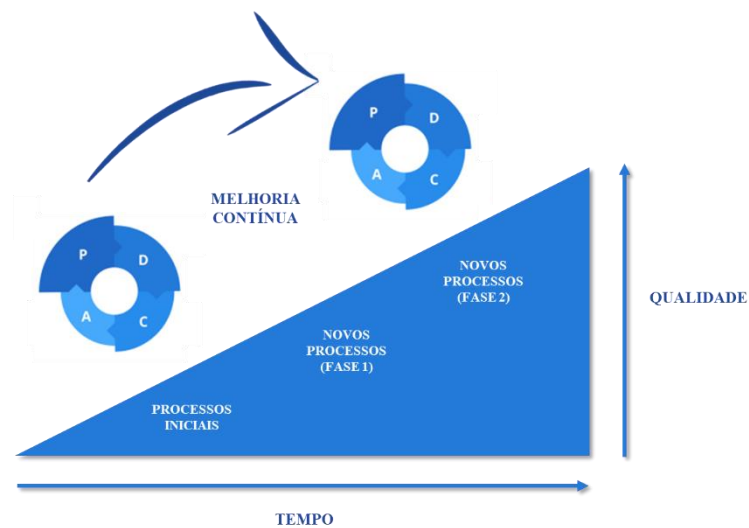 P
D
A
C
MELHORIA
CONTÍNUA
P
D
A
C
NOVOS
PROCESSOS
(FASE 2)
QUALIDADE
NOVOS
PROCESSOS
(FASE 1)
PROCESSOS
INICIAIS
TEMPO